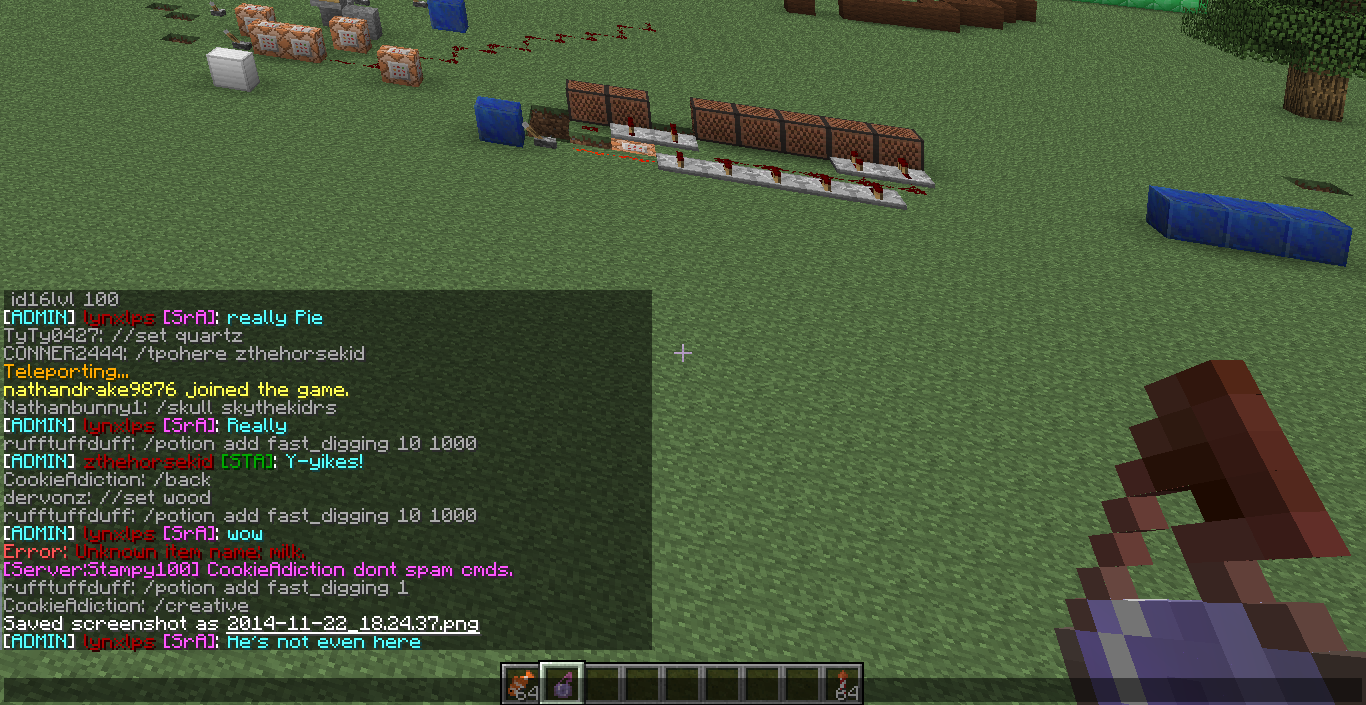 id16lvl 100
[ADMIN] lynxlps [SrA]: really Pie
TyTy0427: //set quartz
CONNER2444: /tpohere zthehorsekid
Teleporting...
nathandrake9876 joined the game.
Nathanbunny1: /skull skythekidrs
[ADMIN] lynxlps [SrA]: Really
rufftuffduff: /potion add fast_digging 10 1000
[ADMIN] zthehorsekid [STA]: Y-yikes!
CookieAdiction: /back
dervonz: //set wood
rufftuffduff: /potion add fast_digging 10 1000
[ADMIN] lynxlps [SrA]: wow
Error: Unknown item name: milk.
[Server:Stampy100] CookieAdiction dont spam cmds.
rufftuffduff: /potion add fast_digging 1
CookieAdiction: /creative
Saved screenshot as 2014-11-22_18.24.37.png
[ADMIN] lynxlps [SrA]: He's not even here
64 64